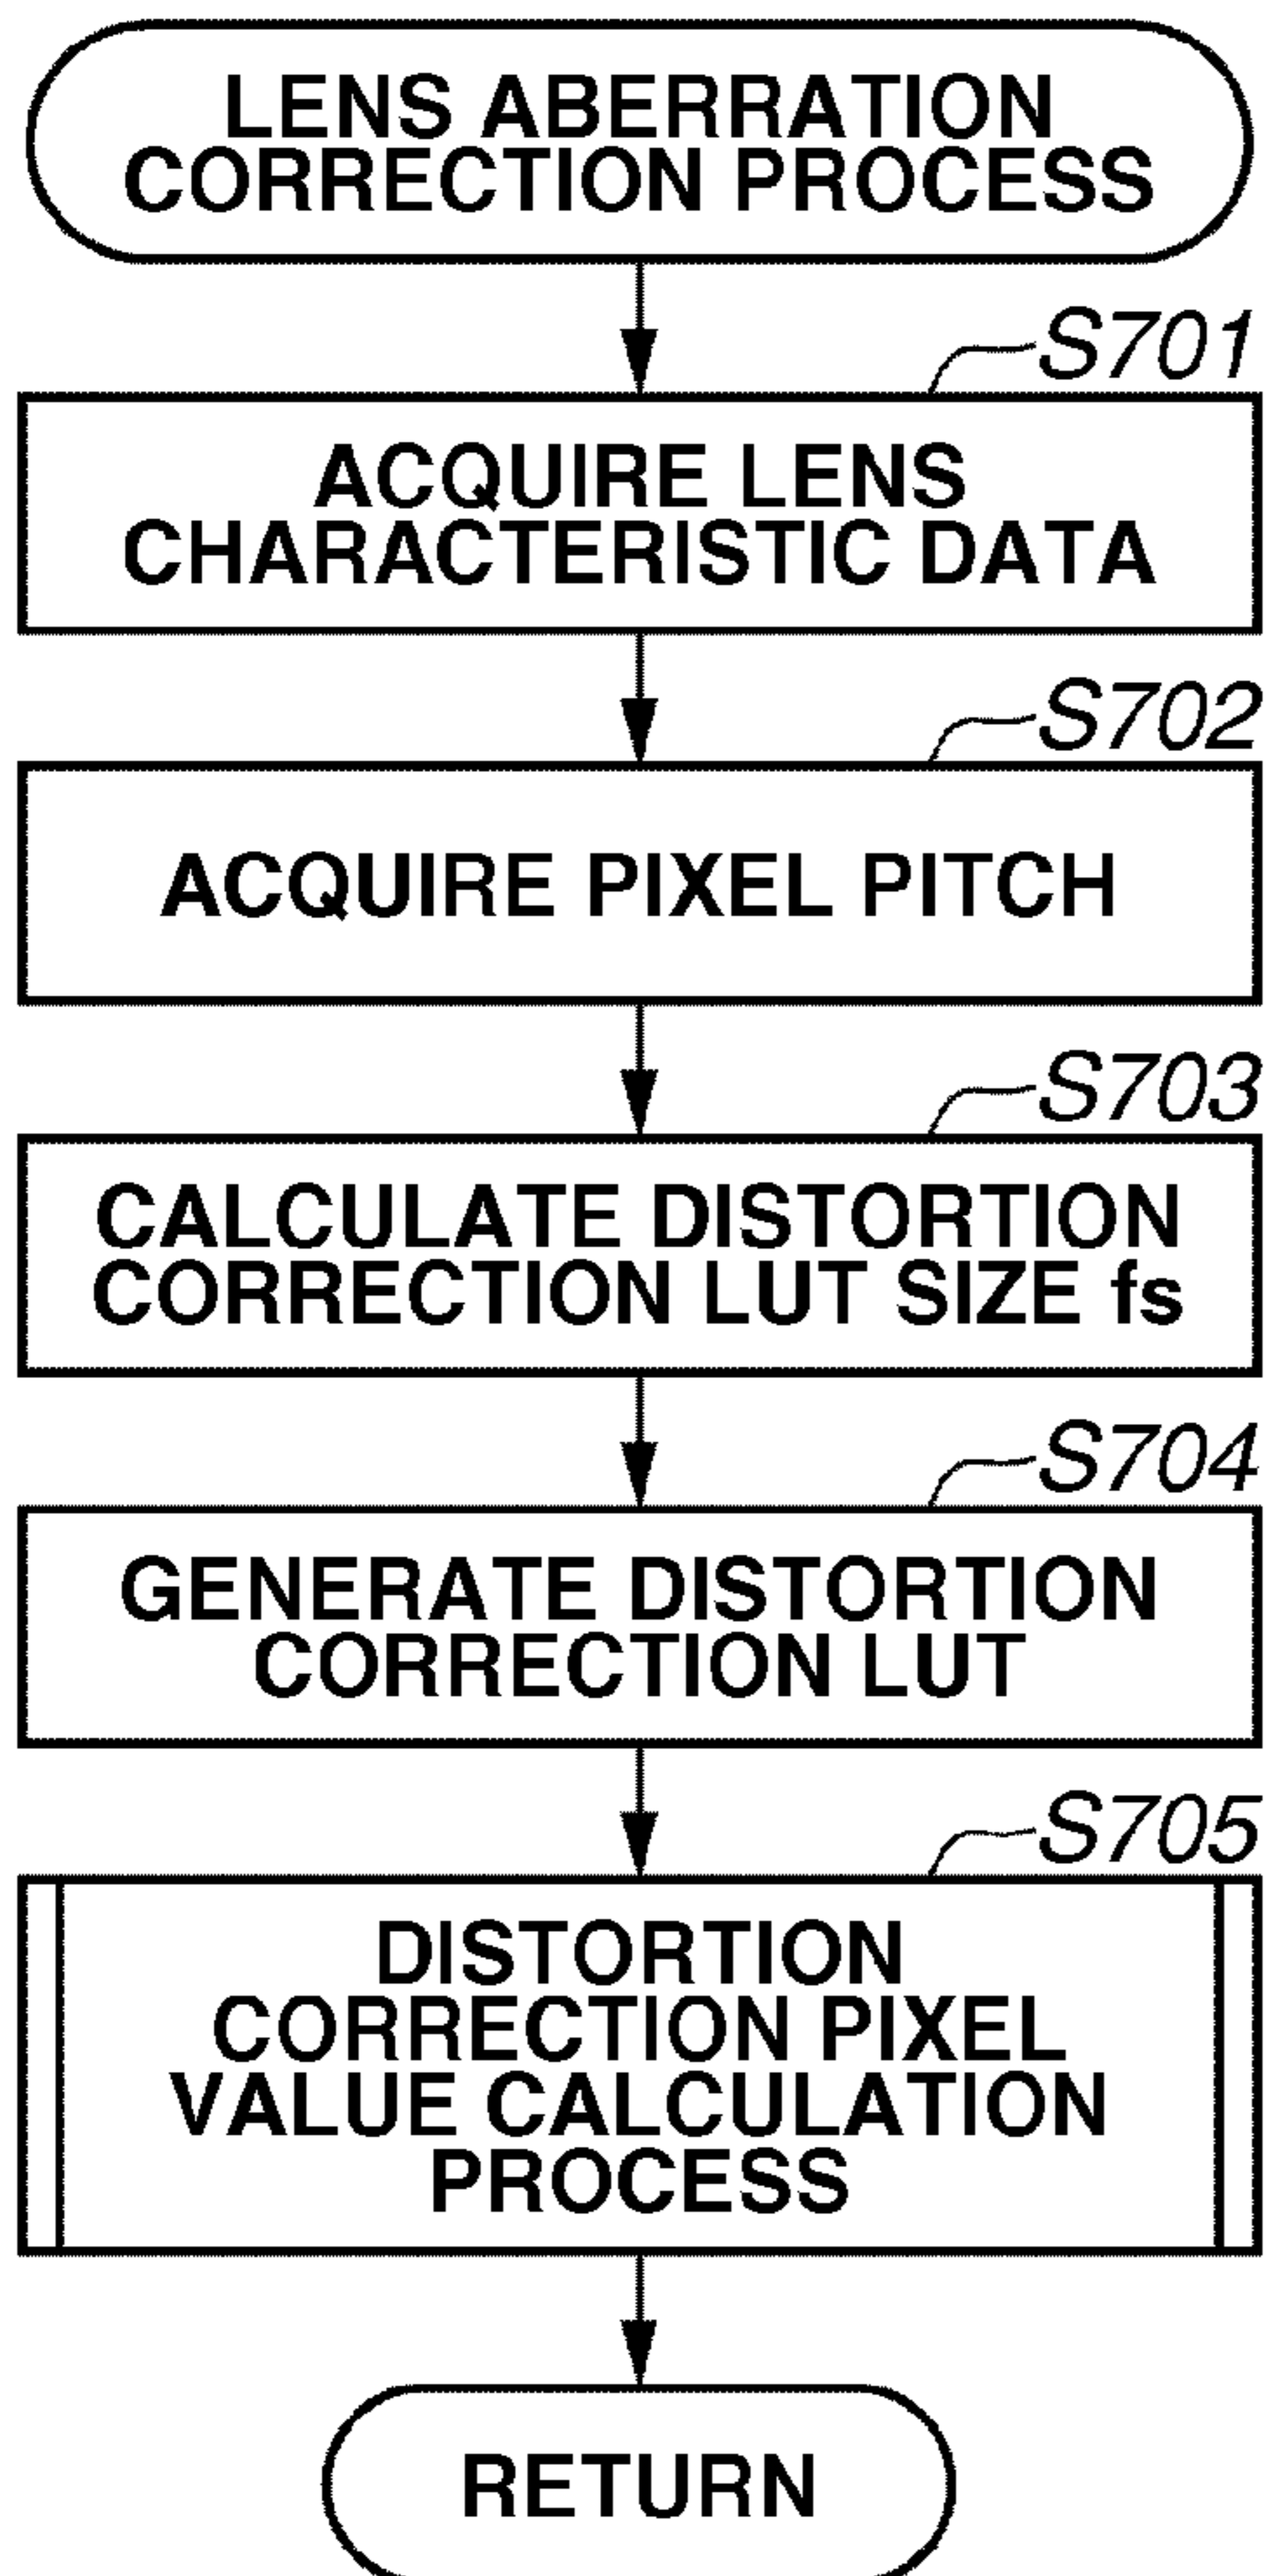 LENS ABERRATION
CORRECTION PROCESS
S701
ACQUIRE LENS
CHARACTERISTIC DATA
S702
ACQUIRE PIXEL PITCH
S703
CALCULATE DISTORTION
CORRECTION LUT SIZE fs
S704
GENERATE DISTORTION
CORRECTION LUT
S705
DISTORTION
CORRECTION PIXEL
VALUE CALCULATION
PROCESS
RETURN